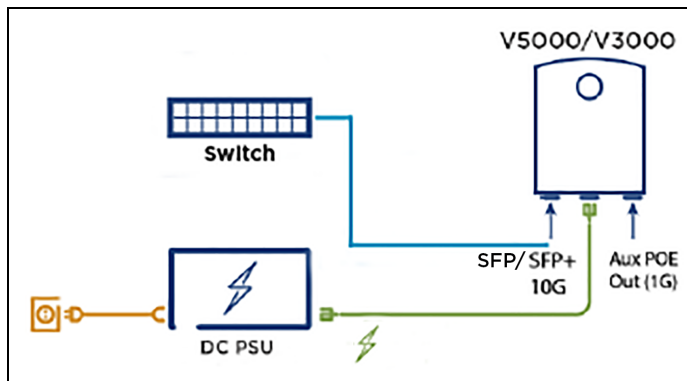 V5000/V3000
Switch
SFP/ SFP+
10G
Aux POE
Out (1G)
DC PSU